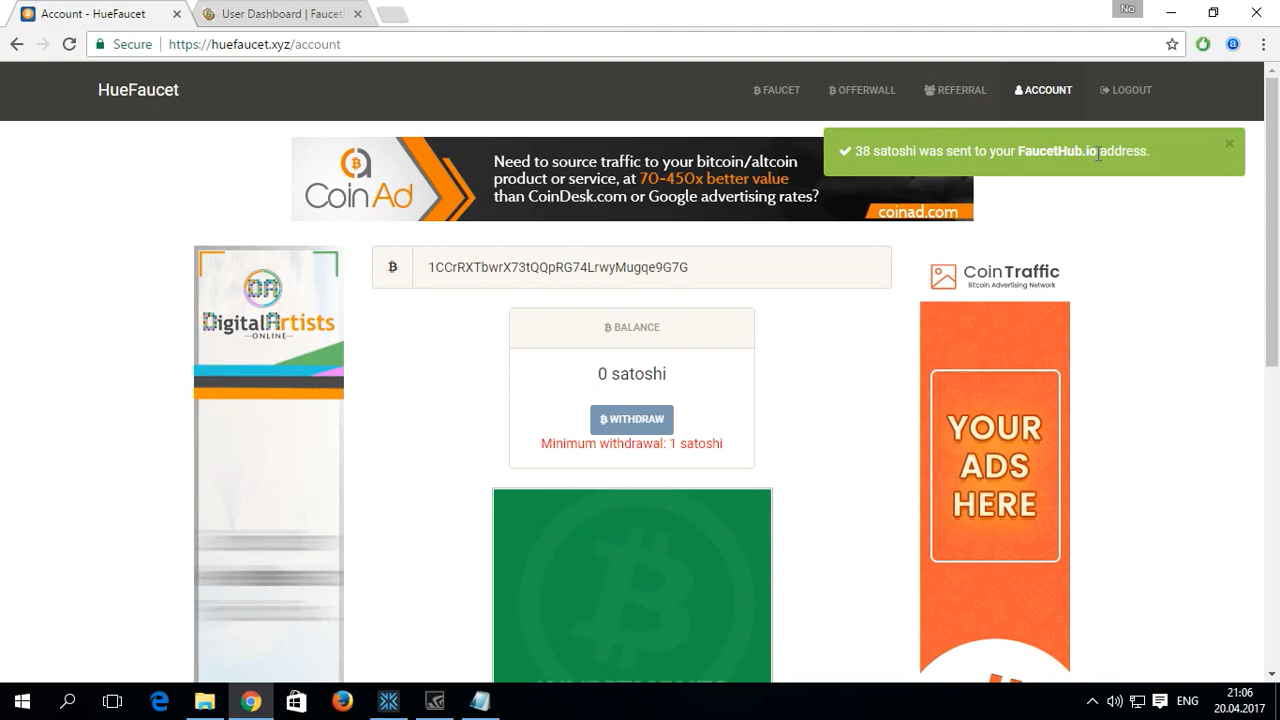 Account - HueFaucet
User Dashboard | Fauceth
No
Secure
https://huefaucet.xyz/account
HueFaucet
FAUCET
OFFERWALL
REFERRAL
ACCOUNT
LOGOUT
38 satoshi was sent to your FaucetHub.io address.
CoinAd
Need to source traffic to your bitcoin/altcoin
product or service, at 70-450x better value
than CoinDesk.com or Google advertising rates?
coinad.com
DA
DigitalArtists
ONLINE
1CCrRXTbwrX73tQQpRG74LrwyMugqe9G7G
BALANCE
0 satoshi
WITHDRAW
Minimum withdrawal: 1 satoshi
CoinTraffic
Bitcoin Advertising Network
YOUR
ADS
HERE
INVESTMENTS
ENG
21:06
20.04.2017